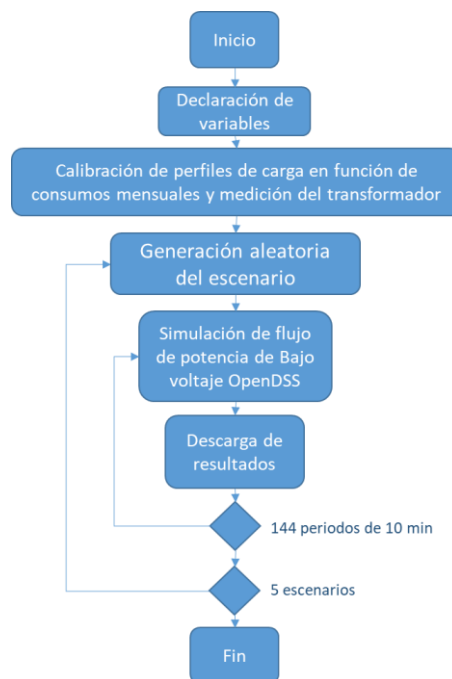 Inicio
Declaración de
variables
Calibración de perfiles de carga en función de
consumos mensuales y medición del transformador
Generación aleatoria
del escenario
Simulación de flujo
de potencia de Bajo
voltaje OpenDSS
Descarga de
resultados
144 periodos de 10 min
5 escenarios
Fin